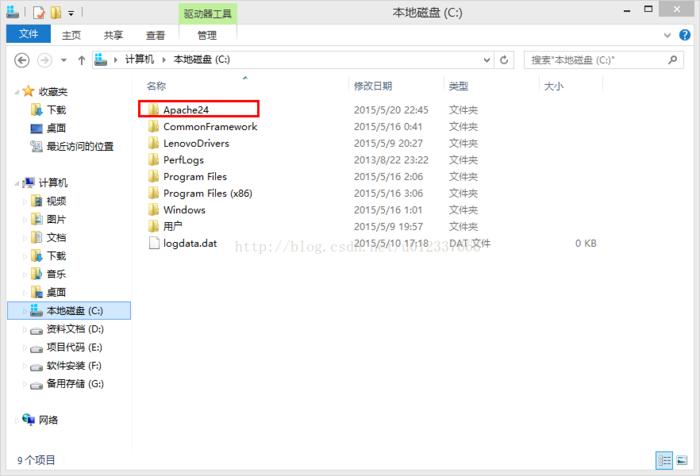 驱动器工具
本地磁盘 (C:)
文件 主页 共享 查看 管理
计算机 本地磁盘 (C:) 搜索"本地磁盘 (C:)"
名称 修改日期 类型 大小
收藏夹
下载
桌面
最近访问的位置
计算机
视频
图片
文档
下载
音乐
桌面
本地磁盘 (C:)
资料文档 (D:)
项目代码 (E:)
软件安装 (F:)
备用存储 (G:)
网络
Apache24 2015/5/20 22:45 文件夹
CommonFramework 2015/5/16 0:41 文件夹
LenovoDrivers 2015/5/9 20:27 文件夹
PerfLogs 2013/8/22 23:22 文件夹
Program Files 2015/5/16 2:06 文件夹
Program Files (x86) 2015/5/16 3:06 文件夹
Windows 2015/5/16 1:01 文件夹
用户 2015/5/9 19:57 文件夹
logdata.dat 2015/5/10 17:18 DAT 文件 0 KB
9 个项目